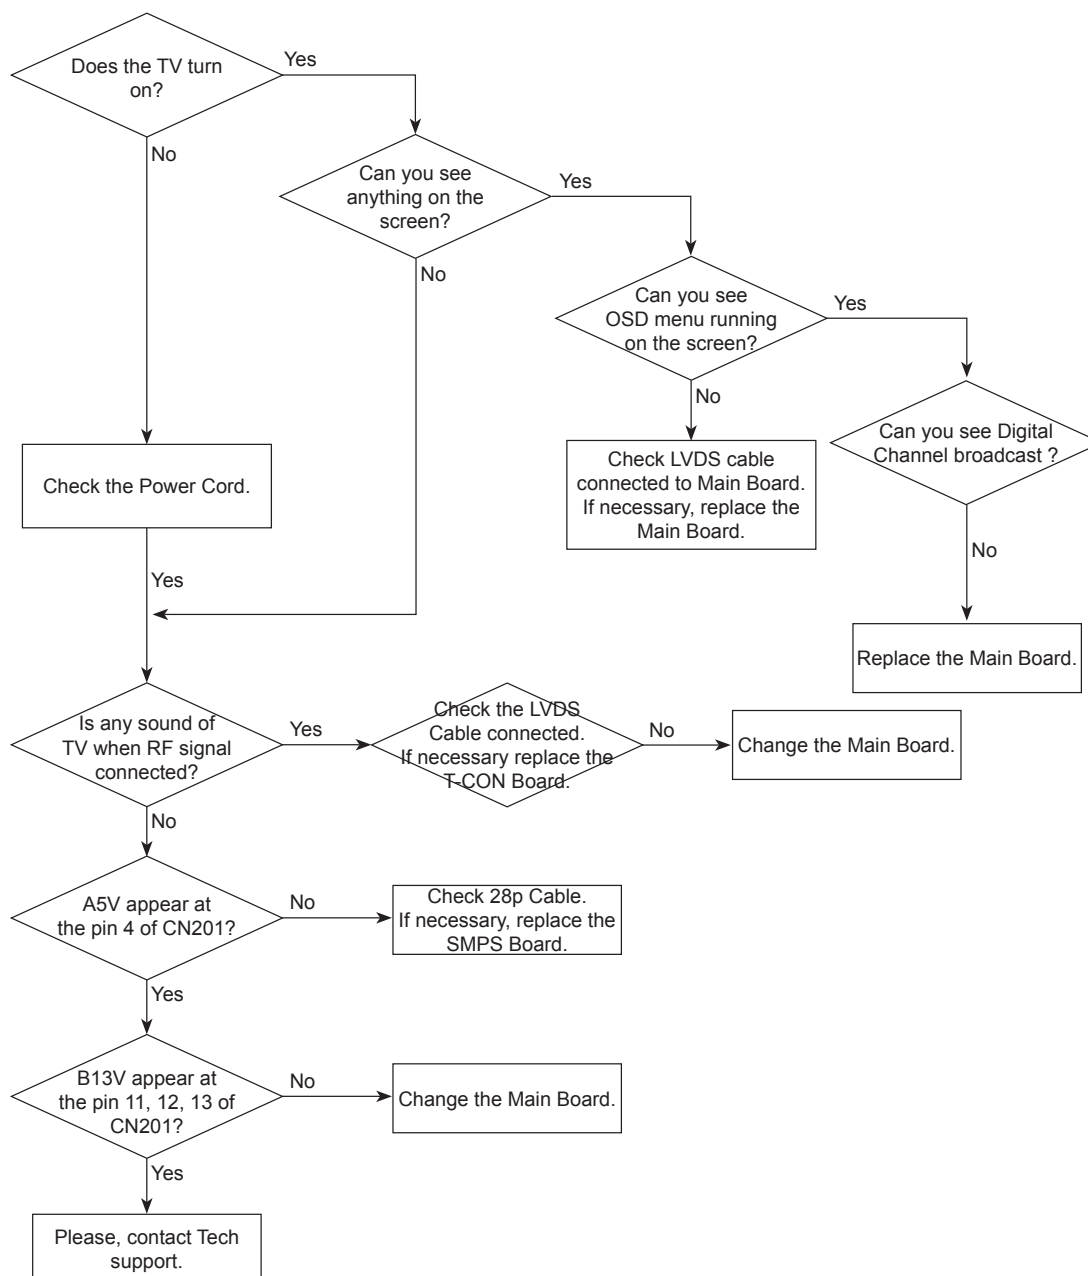 Does the TV turn
on?
Yes
No
Can you see
anything on the
screen?
Yes
No
Can you see
OSD menu running
on the screen?
Yes
No
Can you see Digital
Channel broadcast ?
No
Check the Power Cord.
Yes
Check LVDS cable
connected to Main Board.
If necessary, replace the
Main Board.
Replace the Main Board.
Is any sound of
TV when RF signal
connected?
Yes
No
Check the LVDS
Cable connected.
If necessary replace the
T-CON Board.
No
Change the Main Board.
A5V appear at
the pin 4 of CN201?
No
Yes
Check 28p Cable.
If necessary, replace the
SMPS Board.
B13V appear at
the pin 11, 12, 13 of
CN201?
No
Yes
Change the Main Board.
Please, contact Tech
support.